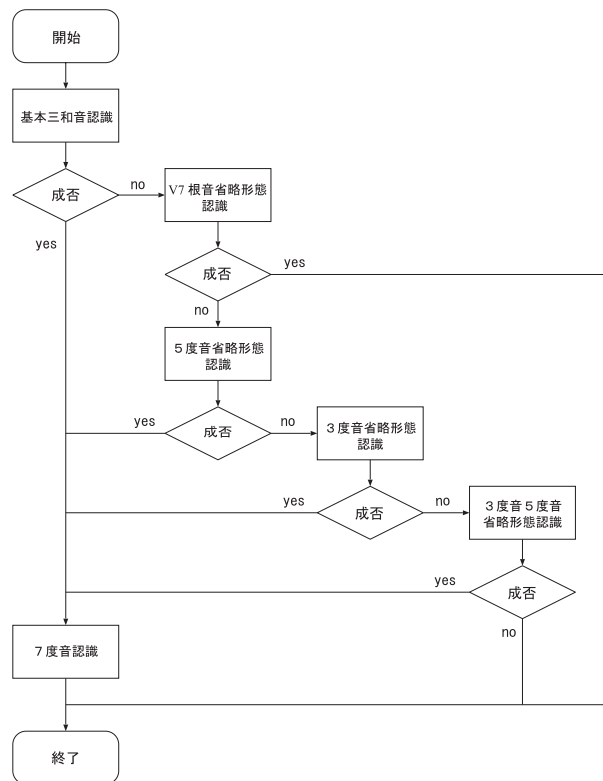 開始
基本三和音認識
成否
no
yes
V7 根音省略形態
認識
成否
yes
no
5度音省略形態
認識
成否
yes
no
3度音省略形態
認識
成否
yes
no
3度音5度音
省略形態認識
成否
yes
no
7度音認識
終了